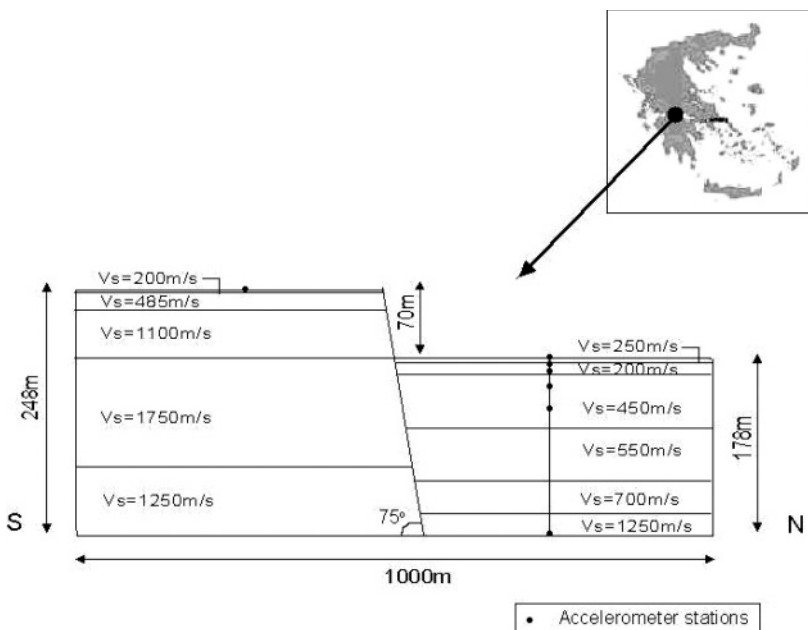 Vs=200m/s
Vs=485m/s
Vs=1100m/s
Vs=1750m/s
Vs=1250m/s
248m
S
75°
70m
Vs=250m/s
Vs=200m/s
Vs=450m/s
Vs=550m/s
Vs=700m/s
Vs=1250m/s
178m
N
1000m
Accelerometer stations